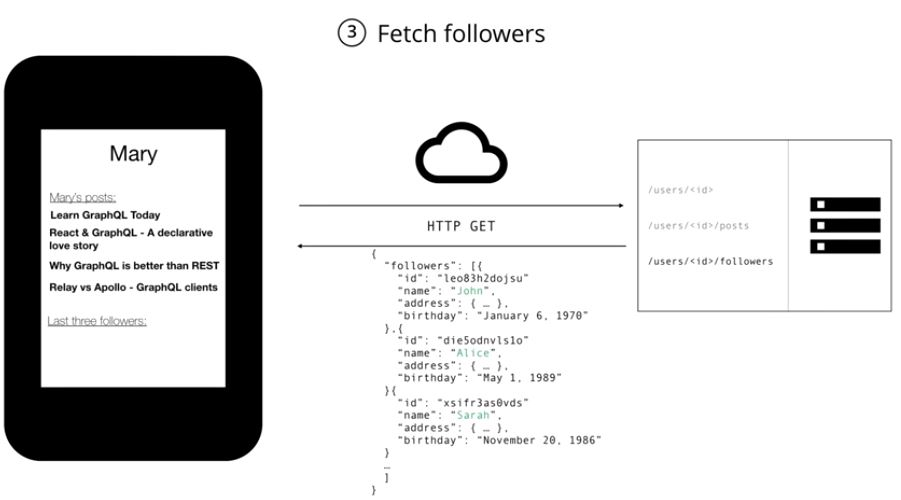 3 Fetch followers
Mary
Mary's posts:
Learn GraphQL Today
React & GraphQL - A declarative
love story
Why GraphQL is better than REST
Relay vs Apollo - GraphQL clients
Last three followers:
HTTP GET
{
"followers": [{
"id": "leo83h2dojsu"
"name": "John",
"address": { … },
"birthday": "January 6, 1970"
},{
"id": "die5odnvls1o"
"name": "Alice",
"address": { … },
"birthday": "May 1, 1989"
}{
"id": "xsifr3as0vds"
"name": "Sarah",
"address": { … },
"birthday": "November 20, 1986"
}
…
]
}
/users/<id>
/users/<id>/posts
/users/<id>/followers